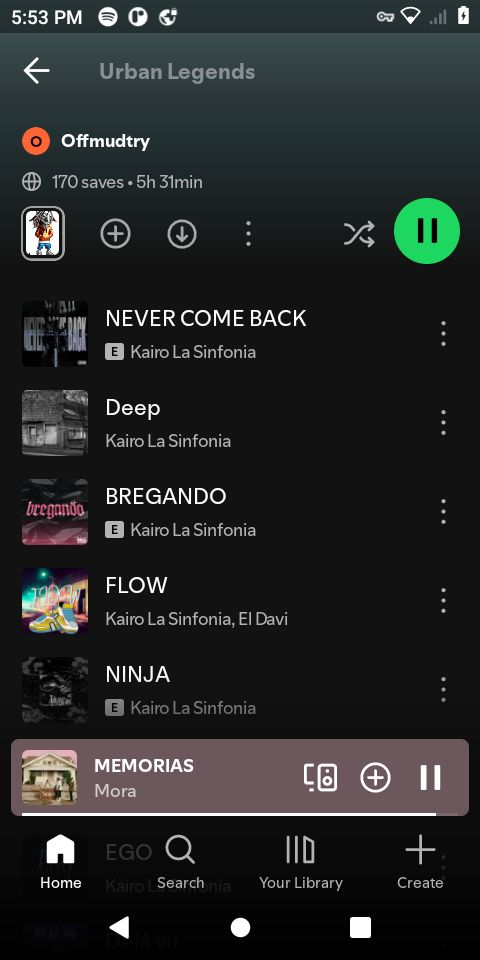 5:53 PM
Urban Legends
O Offmudtry
170 saves • 5h 31min
NEVER COME BACK
E Kairo La Sinfonia
Deep
Kairo La Sinfonia
bregando
BREGANDO
E Kairo La Sinfonia
FLOW
Kairo La Sinfonia, El Davi
NINJA
E Kairo La Sinfonia
MEMORIAS
Mora
EGO
Kairo La Sinfonia
Home
Search
Your Library
Create
Deja vu